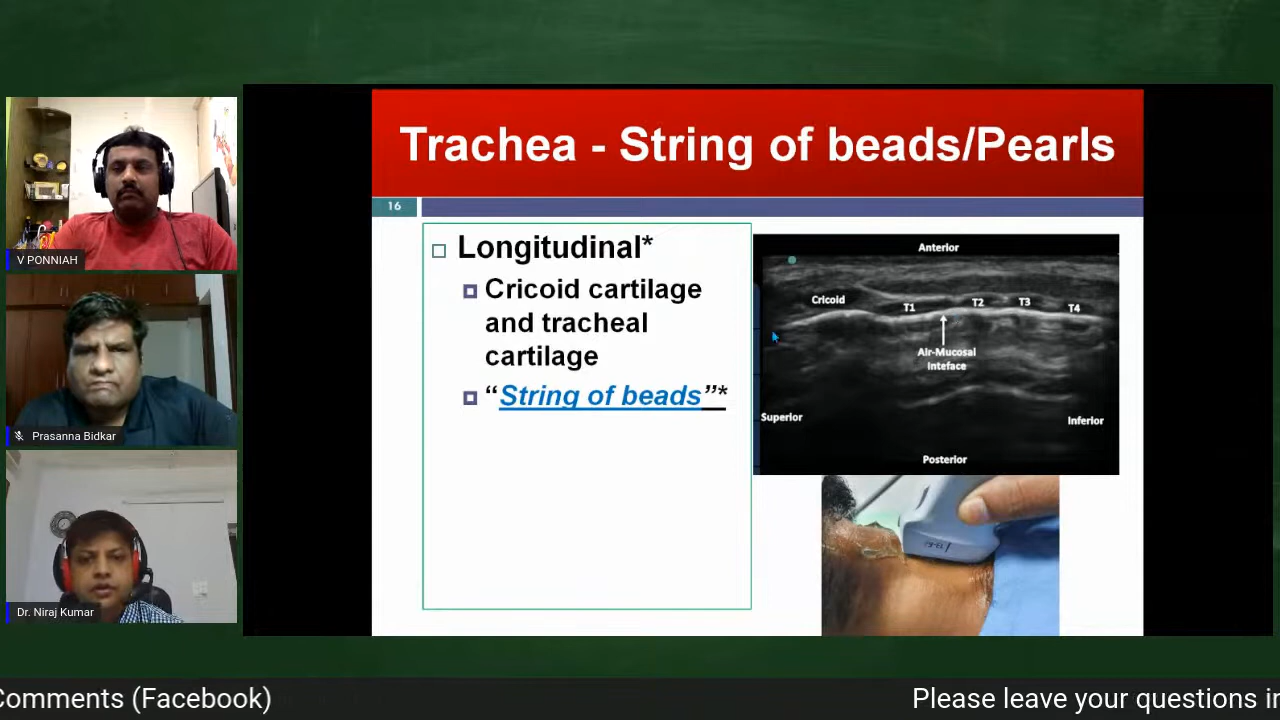 Trachea - String of beads/Pearls
16
Longitudinal*
Cricoid cartilage
and tracheal
cartilage
“String of beads”*
Anterior
Cricoid
T1
T2
T3
T4
Air-Mucosal
inteface
Superior
Inferior
Posterior
V PONNIAH
Prasanna Bidkar
Dr. Niraj Kumar
Comments (Facebook)
Please leave your questions in